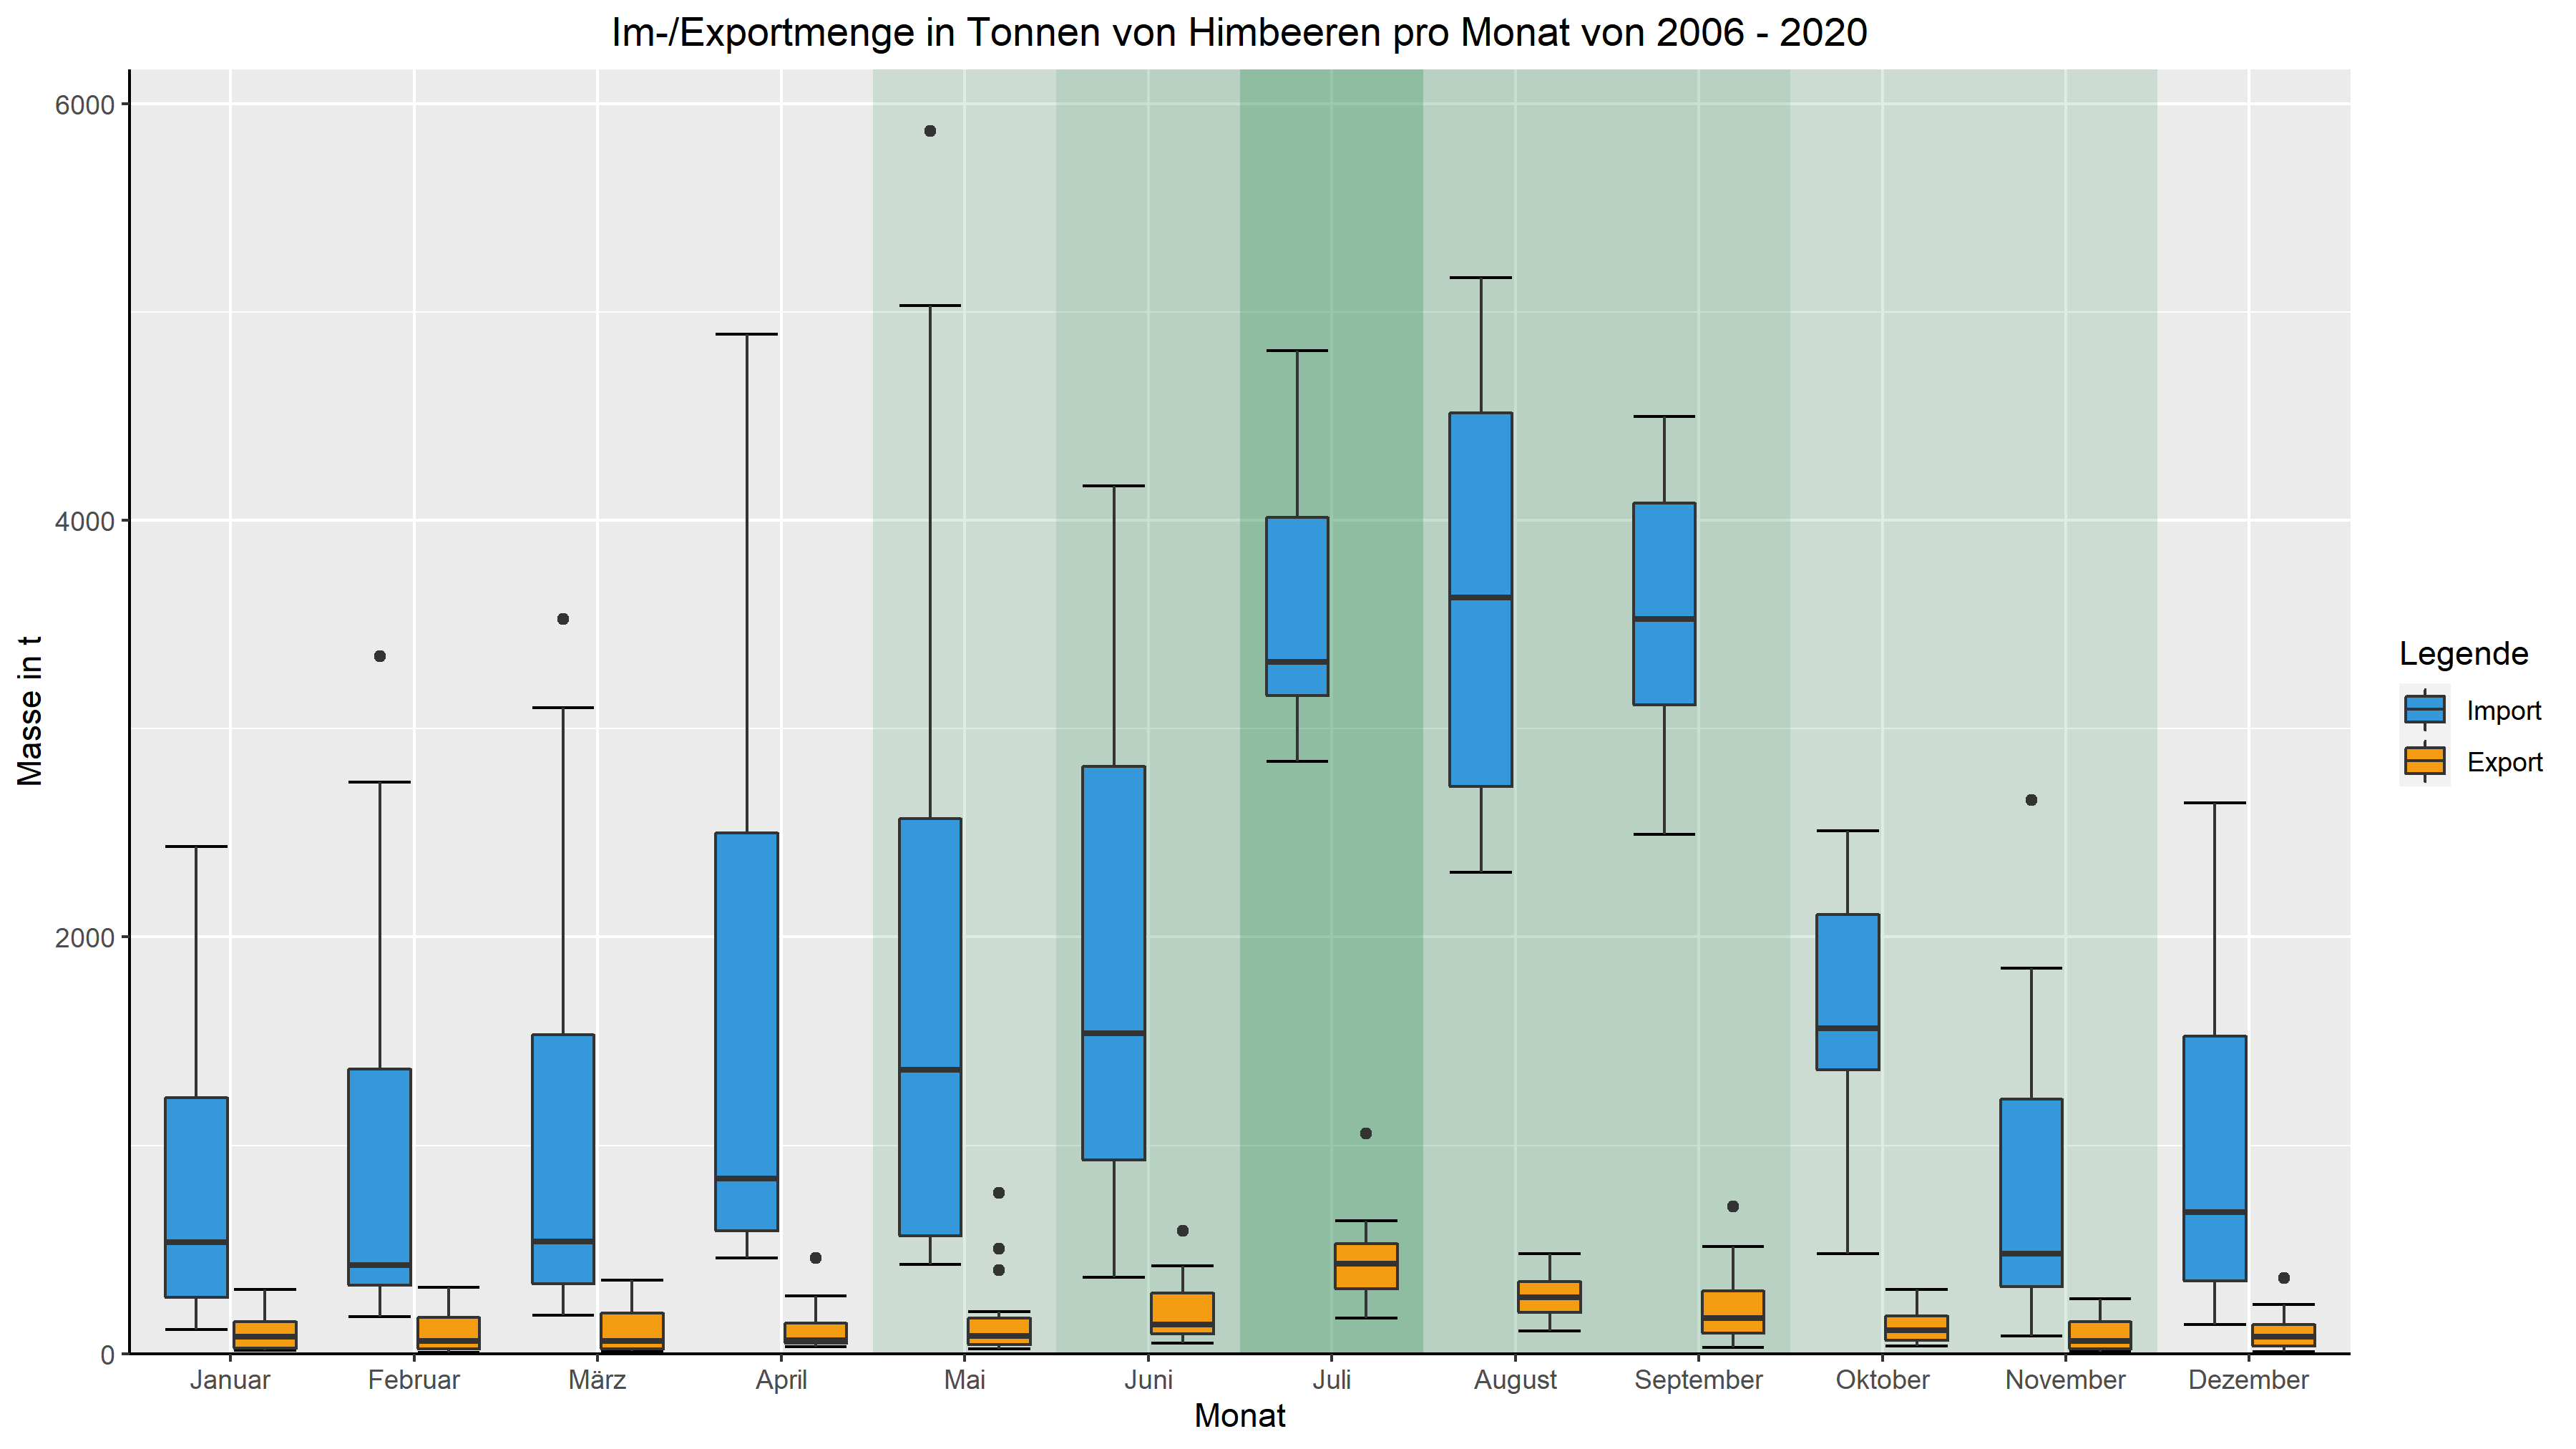 Im-/Exportmenge in Tonnen von Himbeeren pro Monat von 2006 - 2020
Masse in t
6000
4000
2000
0
Januar Februar März April Mai Juni Juli August September Oktober November Dezember
Monat
Legende
Import
Export